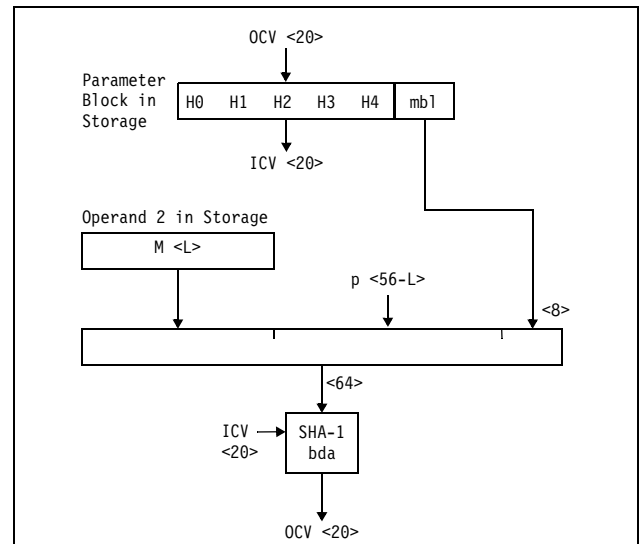 OCV <20>
Parameter
Block in
Storage
H0 H1 H2 H3 H4 mbl
ICV <20>
Operand 2 in Storage
M <L>
p <56-L>
<8>
<64>
ICV
<20>
SHA-1
bda
OCV <20>